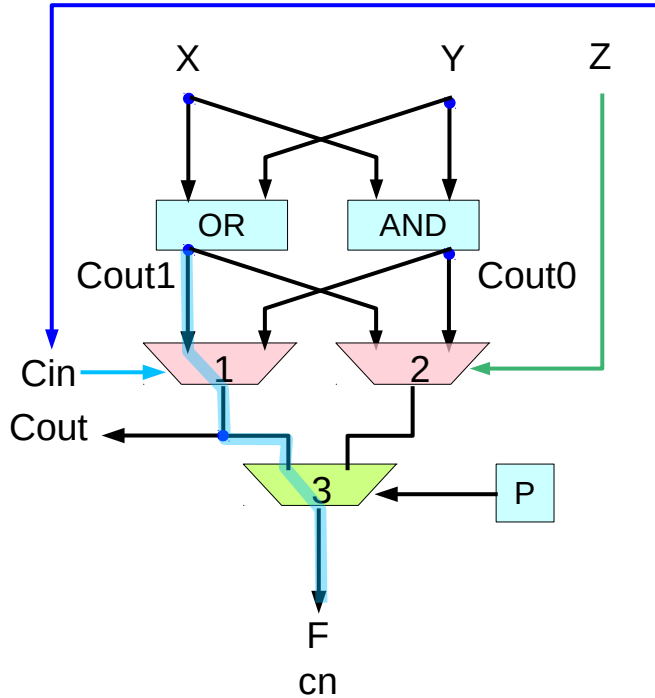 X Y Z
OR AND
Cout1 Cout0
Cin 1 2
Cout
3 P
F
cn